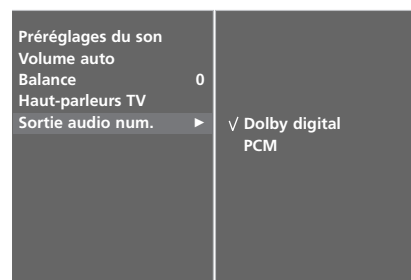 Préréglages du son
Volume auto
Balance 0
Haut-parleurs TV
Sortie audio num. ►
√ Dolby digital
PCM